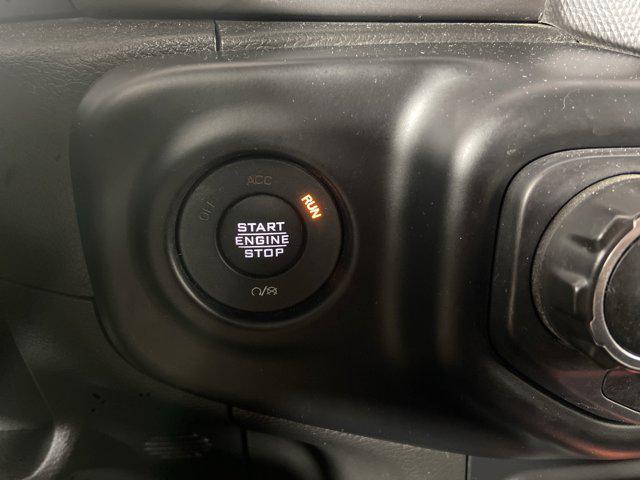 ACC
OFF
RUN
START
ENGINE
STOP